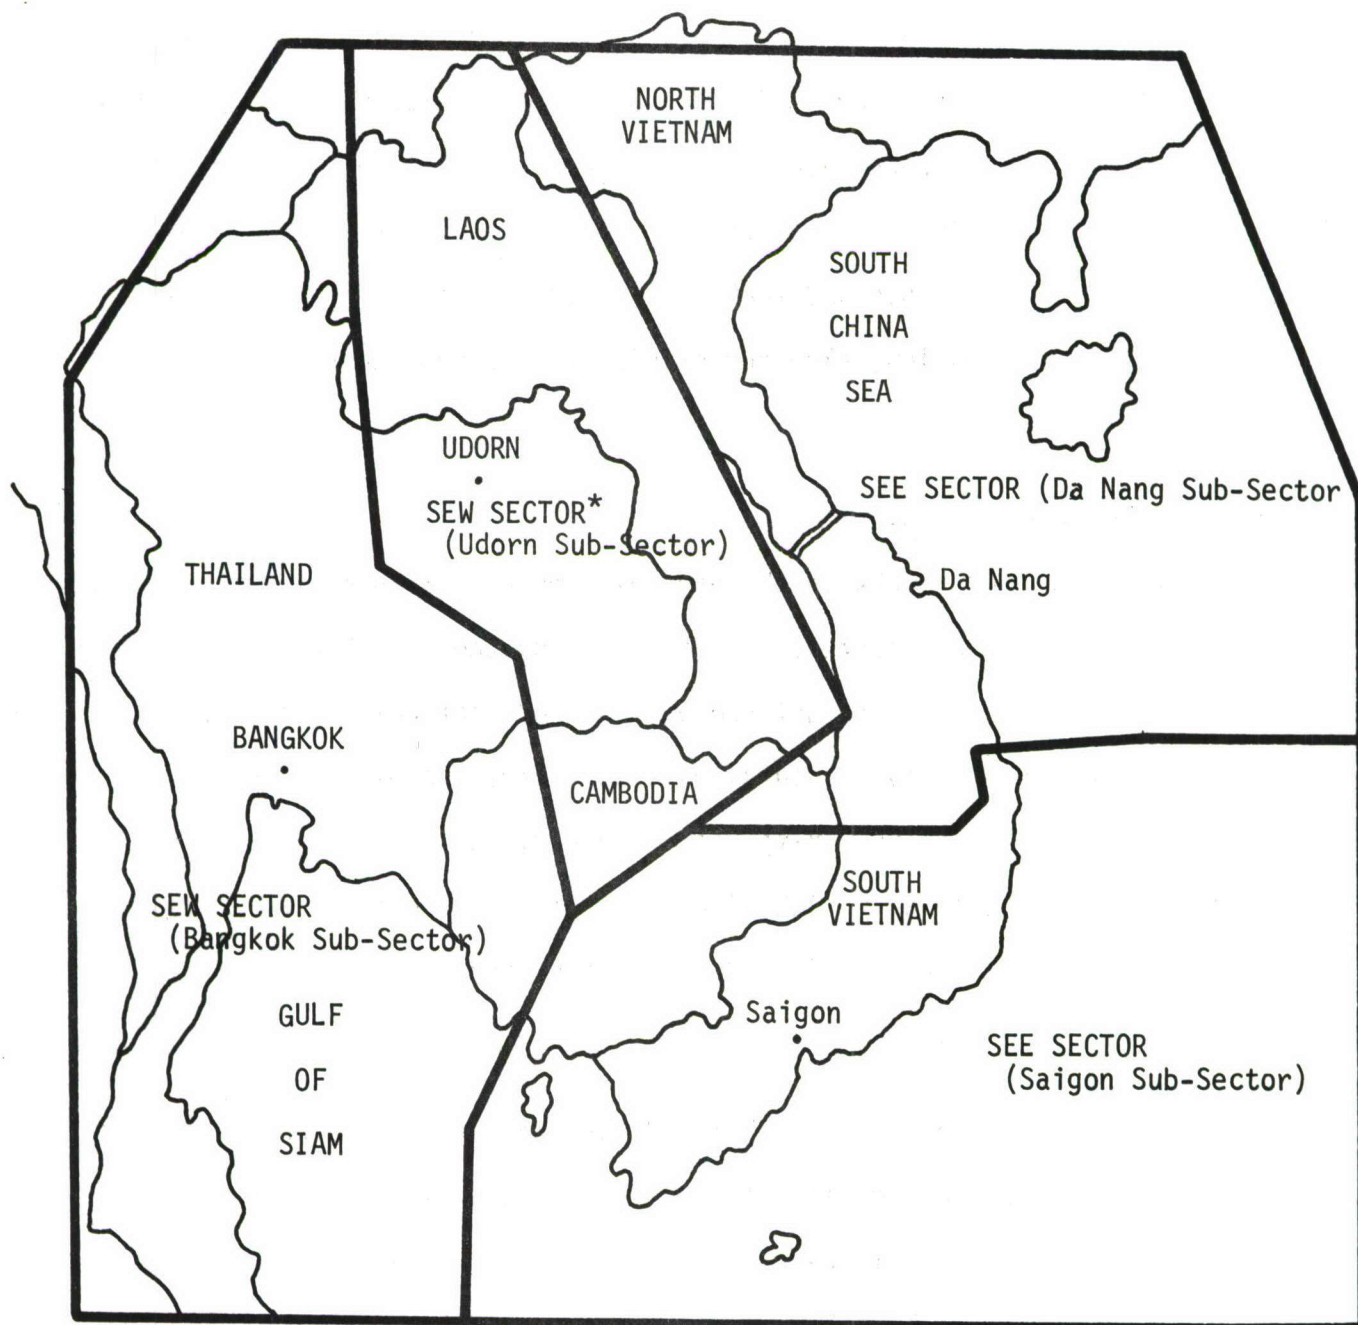 NORTH
VIETNAM
LAOS
SOUTH
CHINA
SEA
UDORN
SEW SECTOR*
(Udorn Sub-Sector)
SEE SECTOR (Da Nang Sub-Sector
THAILAND
Da Nang
BANGKOK
CAMBODIA
SOUTH
VIETNAM
SEW SECTOR
(Bangkok Sub-Sector)
GULF
OF
SIAM
Saigon
SEE SECTOR
(Saigon Sub-Sector)